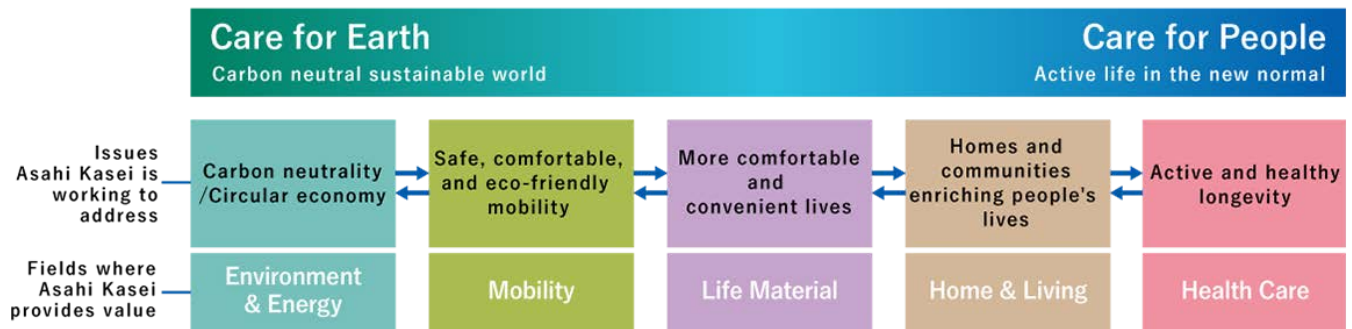 Care for Earth
Carbon neutral sustainable world
Care for People
Active life in the new normal
Issues
Asahi Kasei is
working to
address
Carbon neutrality
/Circular economy
Safe, comfortable,
and eco-friendly
mobility
More comfortable
and
convenient lives
Homes and
communities
enriching people's
lives
Active and healthy
longevity
Fields where
Asahi Kasei
provides value
Environment
& Energy
Mobility
Life Material
Home & Living
Health Care